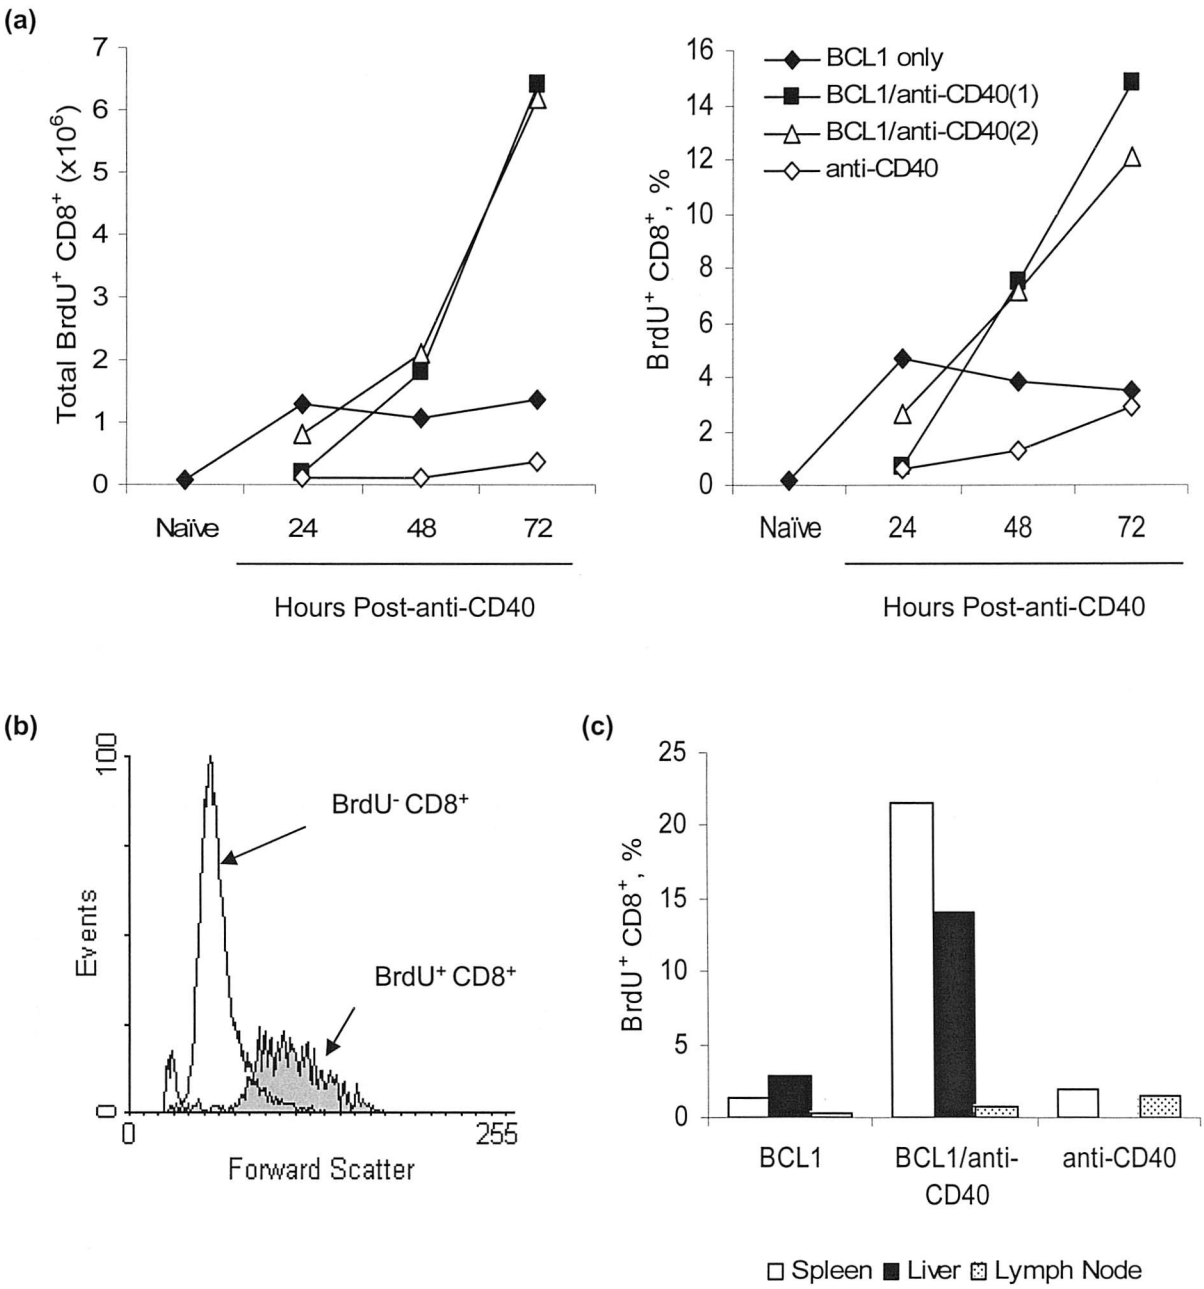 (a)
Total BrdU⁺ CD8⁺ (x10⁶)
7
6
5
4
3
2
1
0
Naïve 24 48 72
Hours Post-anti-CD40
BrdU⁺ CD8⁺, %
16
14
12
10
8
6
4
2
0
BCL1 only
BCL1/anti-CD40(1)
BCL1/anti-CD40(2)
anti-CD40
Naïve 24 48 72
Hours Post-anti-CD40
(b)
Events
100
0
BrdU⁻ CD8⁺
BrdU⁺ CD8⁺
0 255
Forward Scatter
(c)
BrdU⁺ CD8⁺, %
25
20
15
10
5
0
BCL1 BCL1/anti- anti-CD40
CD40
Spleen Liver Lymph Node